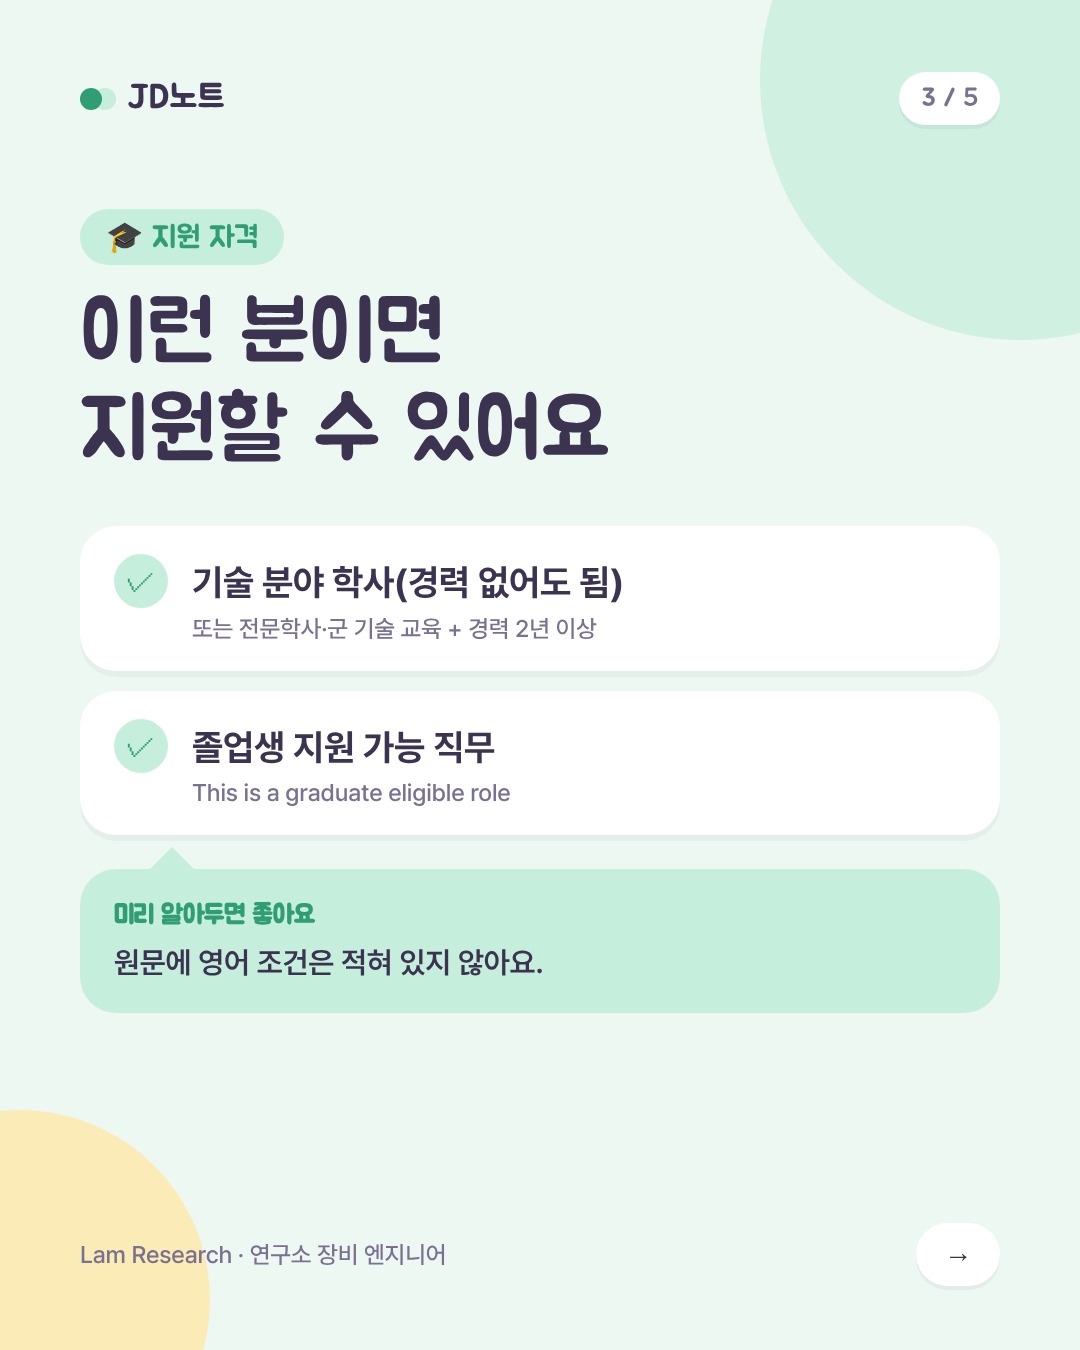 JD노트
3 / 5
🎓 지원 자격
이런 분이면
지원할 수 있어요
✓ 기술 분야 학사(경력 없어도 됨)
또는 전문학사·군 기술 교육 + 경력 2년 이상
✓ 졸업생 지원 가능 직무
This is a graduate eligible role
미리 알아두면 좋아요
원문에 영어 조건은 적혀 있지 않아요.
Lam Research · 연구소 장비 엔지니어
→